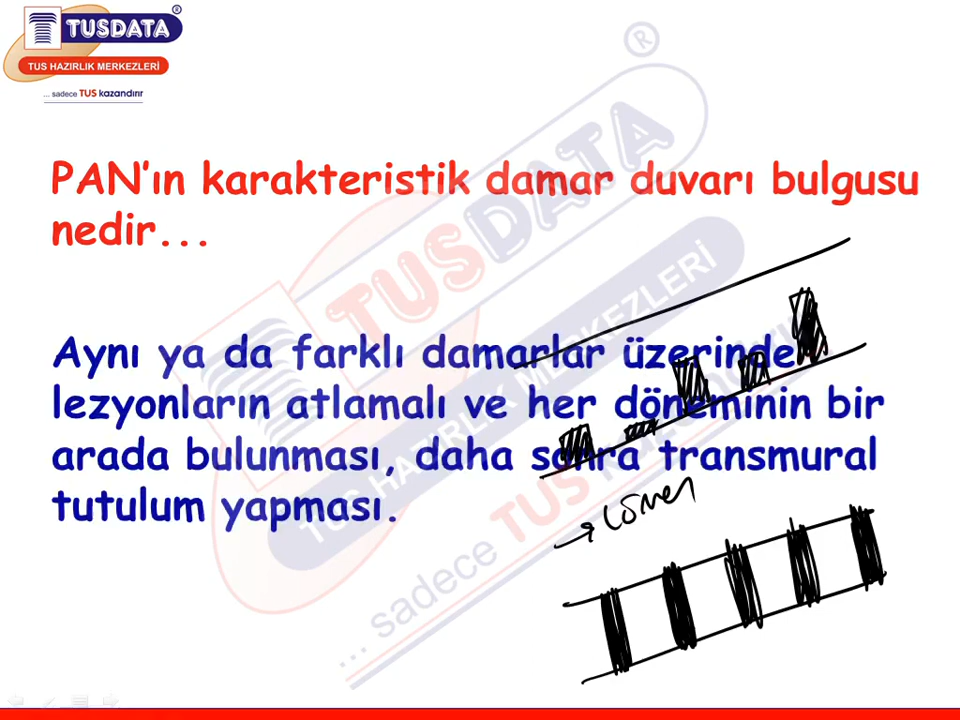 TUSDATA
®
TUS HAZIRLIK MERKEZLERİ
... sadece TUS kazandırır
PAN’ın karakteristik damar duvarı bulgusu
nedir...
Aynı ya da farklı damarlar üzerinde
lezyonların atlamalı ve her döneminin bir
arada bulunması, daha sonra transmural
tutulum yapması.